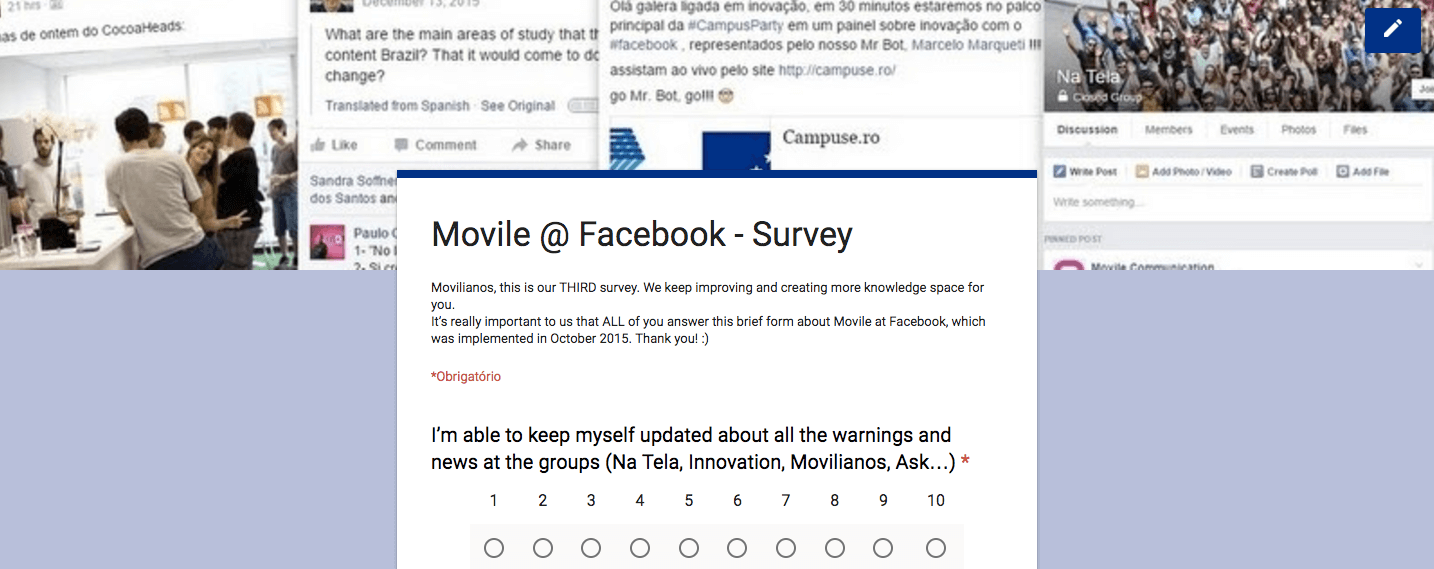 21 hrs
as de ontem do CocoaHeads:
December 13, 2015
What are the main areas of study that th
content Brazil? That it would come to do
change?
Translated from Spanish · See Original
Like Comment Share
Sandra Soffner
dos Santos and
Paulo C
1- "No
2- Si cr
Olá galera ligada em inovação, em 30 minutos estaremos no palco
principal da #CampusParty em um painel sobre inovação com o
#facebook , representados pelo nosso Mr Bot, Marcelo Marqueti !!!
assistam ao vivo pelo site http://campuse.ro/
go Mr. Bot, go!!! 😎
Campuse.ro
Na Tela
Closed Group
Joi
Discussion Members Events Photos Files
Write Post Add Photo / Video Create Poll Add File
Write something...
PINNED POST
Movile Communication
Movile @ Facebook - Survey
Movilianos, this is our THIRD survey. We keep improving and creating more knowledge space for
you.
It's really important to us that ALL of you answer this brief form about Movile at Facebook, which
was implemented in October 2015. Thank you! :)
*Obrigatório
I'm able to keep myself updated about all the warnings and
news at the groups (Na Tela, Innovation, Movilianos, Ask...) *
1 2 3 4 5 6 7 8 9 10